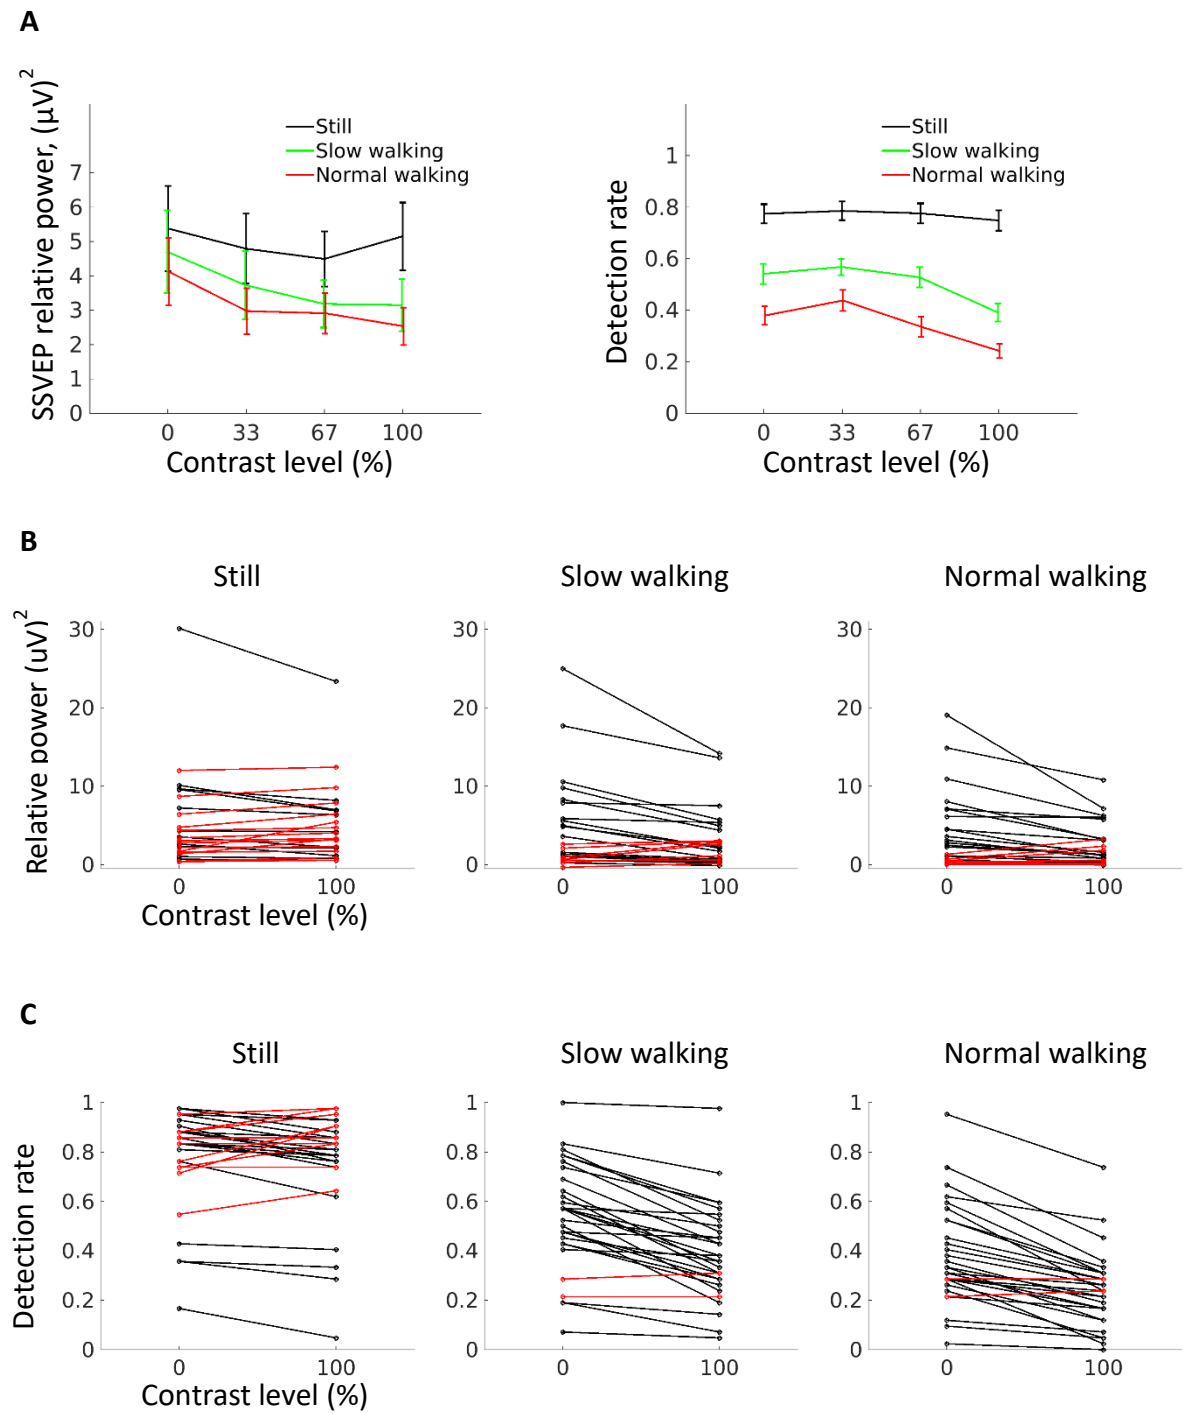 A
SSVEP relative power, (μV)²
7
6
5
4
3
2
1
0
Still
Slow walking
Normal walking
0 33 67 100
Contrast level (%)
Detection rate
1
0.8
0.6
0.4
0.2
0
Still
Slow walking
Normal walking
0 33 67 100
Contrast level (%)
B
Still
Slow walking
Normal walking
Relative power (uV)²
30
20
10
0
0 100
Contrast level (%)
30
20
10
0
0 100
30
20
10
0
0 100
C
Still
Slow walking
Normal walking
Detection rate
1
0.8
0.6
0.4
0.2
0
0 100
Contrast level (%)
1
0.8
0.6
0.4
0.2
0
0 100
1
0.8
0.6
0.4
0.2
0
0 100